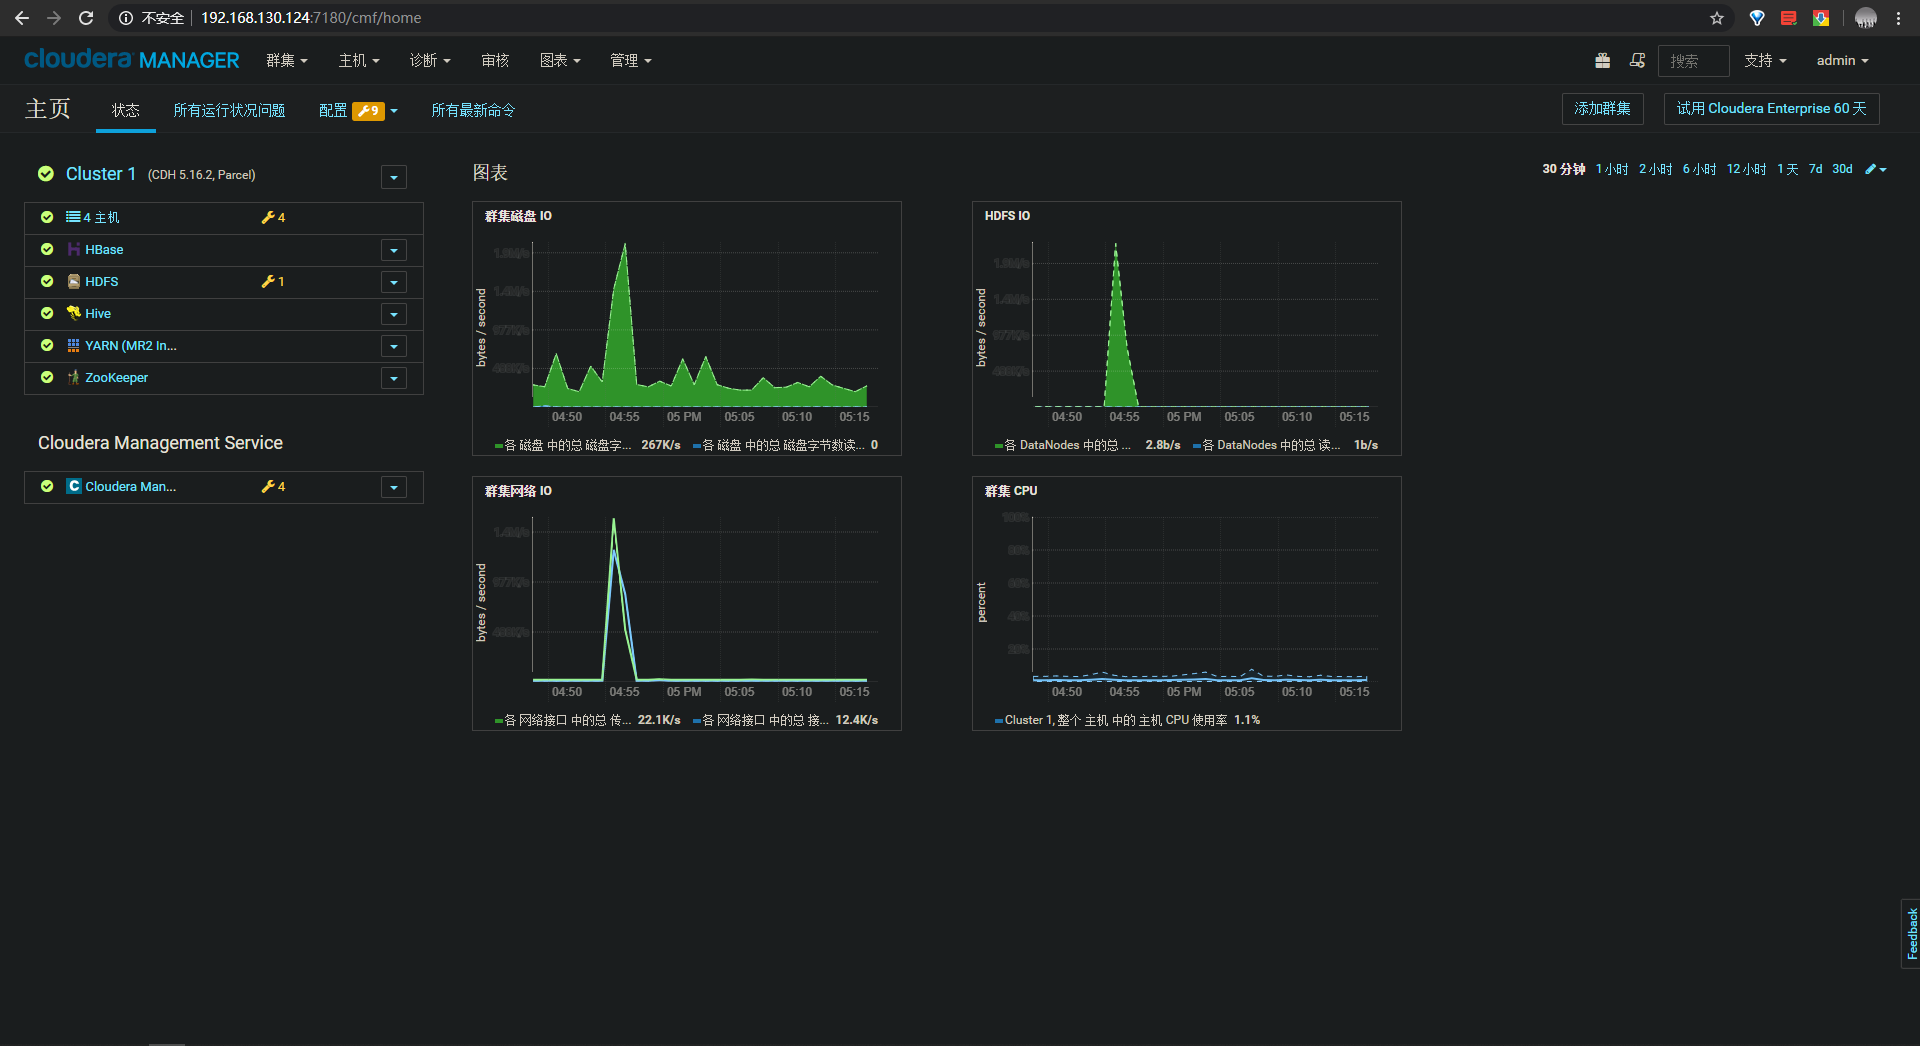 不安全 192.168.130.124:7180/cmf/home
cloudera MANAGER 群集 主机 诊断 审核 图表 管理 搜索 支持 admin
主页 状态 所有运行状况问题 配置 9 所有最新命令 添加群集 试用 Cloudera Enterprise 60 天
Cluster 1 (CDH 5.16.2, Parcel)
4 主机 4
HBase
HDFS 1
Hive
YARN (MR2 In...
ZooKeeper
Cloudera Management Service
C Cloudera Man... 4
图表
30 分钟 1 小时 2 小时 6 小时 12 小时 1 天 7d 30d
群集磁盘 IO
bytes / second
04:50 04:55 05 PM 05:05 05:10 05:15
各 磁盘 中的总 磁盘字... 267K/s 各 磁盘 中的总 磁盘字节数读... 0
HDFS IO
bytes / second
04:50 04:55 05 PM 05:05 05:10 05:15
各 DataNodes 中的总 ... 2.8b/s 各 DataNodes 中的总 读... 1b/s
群集网络 IO
bytes / second
04:50 04:55 05 PM 05:05 05:10 05:15
各 网络接口 中的总 传... 22.1K/s 各 网络接口 中的总 接... 12.4K/s
群集 CPU
100%
80%
60%
40%
20%
percent
04:50 04:55 05 PM 05:05 05:10 05:15
Cluster 1, 整个 主机 中的 主机 CPU 使用率 1.1%
Feedback